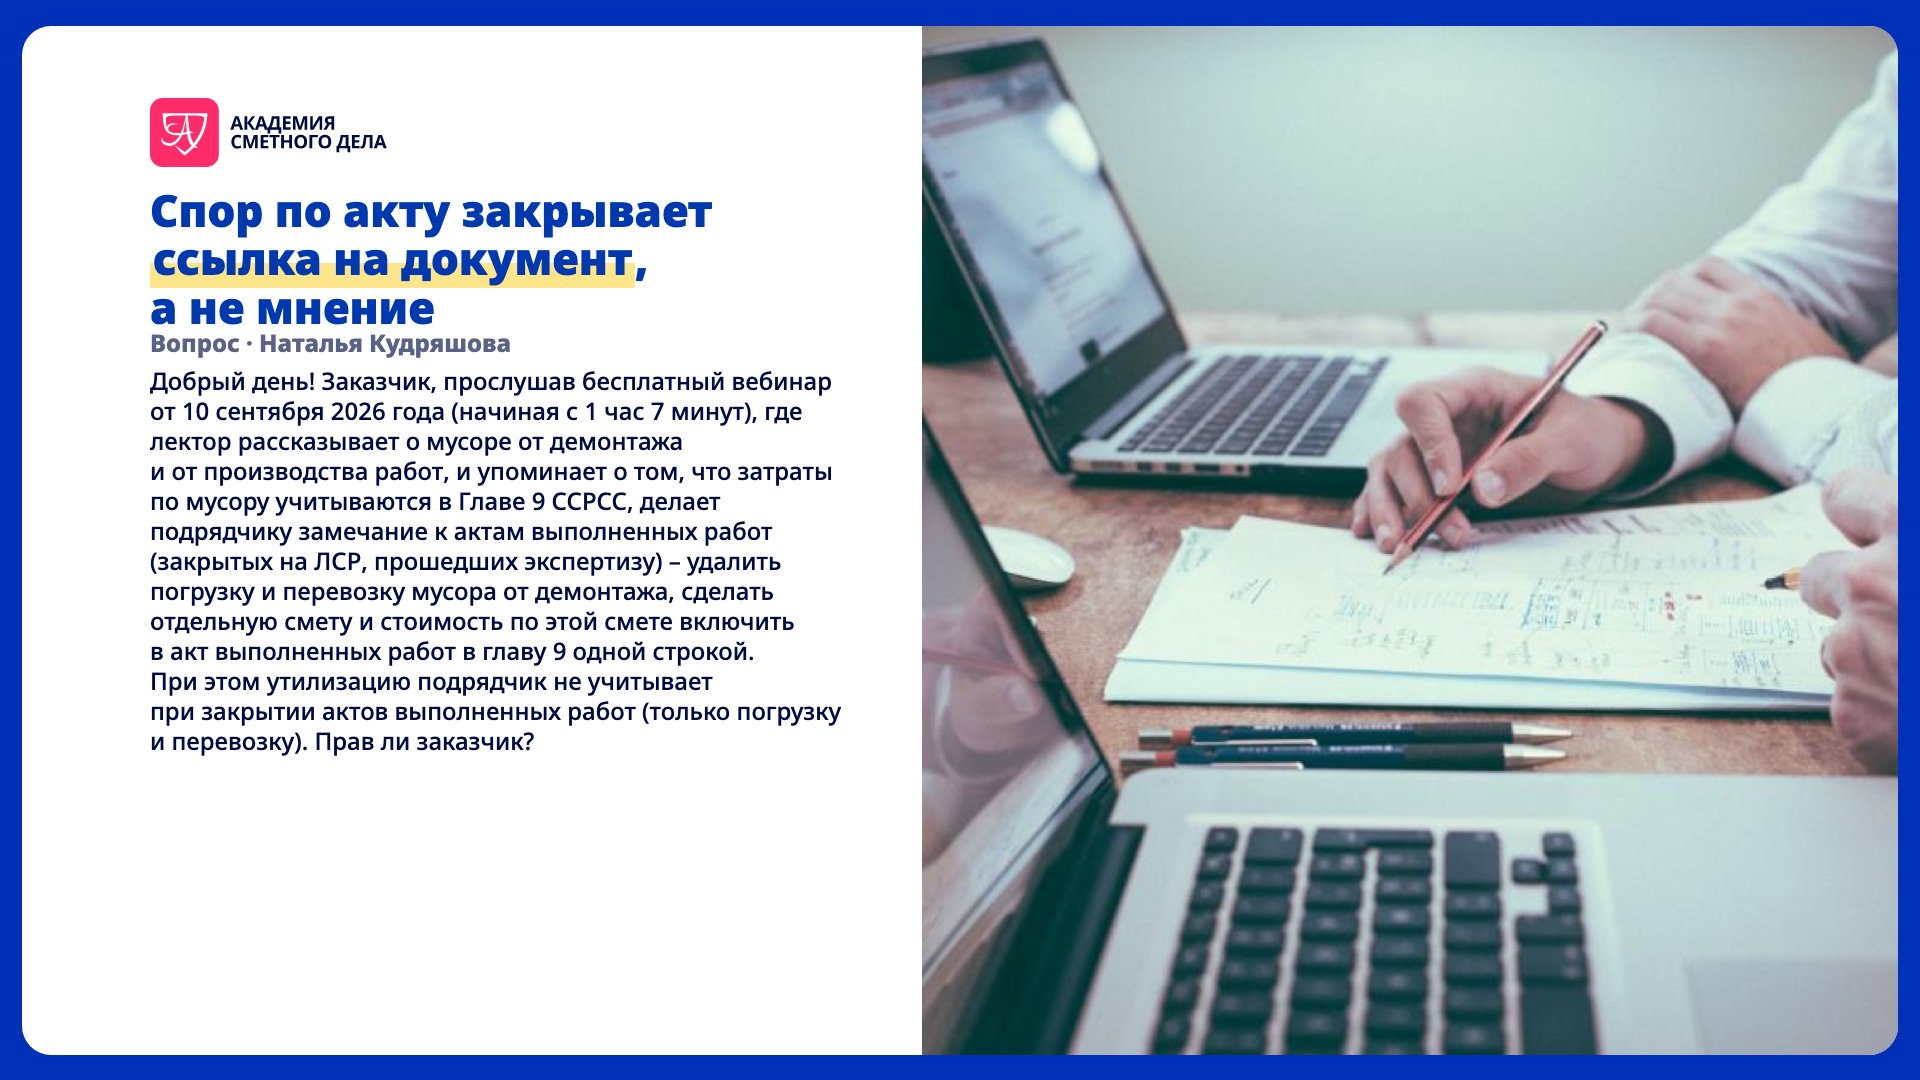 АКАДЕМИЯ
СМЕТНОГО ДЕЛА
Спор по акту закрывает
ссылка на документ,
а не мнение
Вопрос · Наталья Кудряшова
Добрый день! Заказчик, прослушав бесплатный вебинар
от 10 сентября 2026 года (начиная с 1 час 7 минут), где
лектор рассказывает о мусоре от демонтажа
и от производства работ, и упоминает о том, что затраты
по мусору учитываются в Главе 9 ССРСС, делает
подрядчику замечание к актам выполненных работ
(закрытых на ЛСР, прошедших экспертизу) – удалить
погрузку и перевозку мусора от демонтажа, сделать
отдельную смету и стоимость по этой смете включить
в акт выполненных работ в главу 9 одной строкой.
При этом утилизацию подрядчик не учитывает
при закрытии актов выполненных работ (только погрузку
и перевозку). Прав ли заказчик?